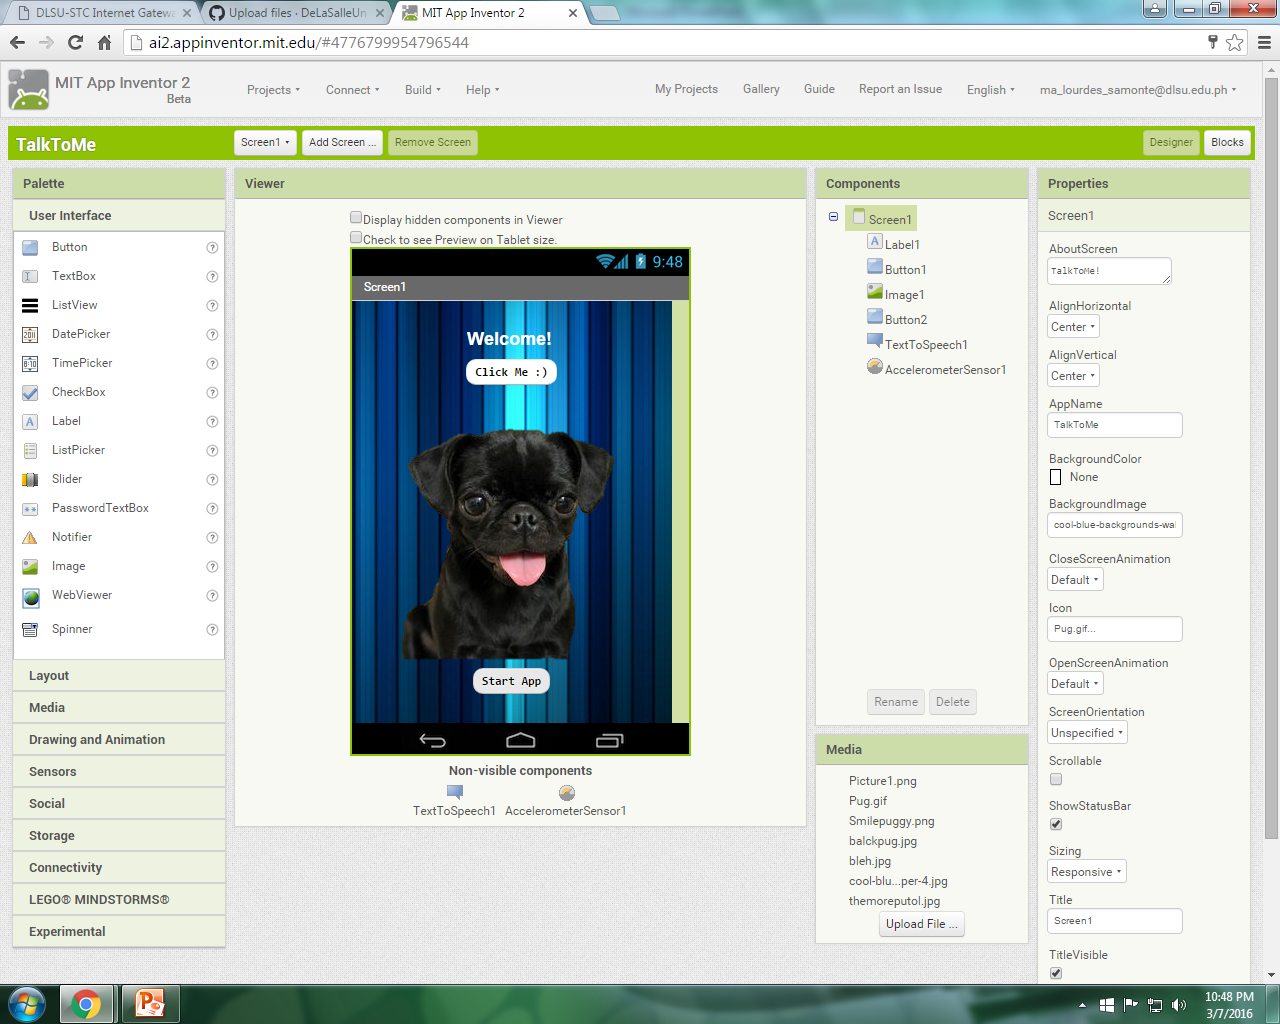 DLSU-STC Internet Gatewa
Upload files · DeLaSalleUn
MIT App Inventor 2
ai2.appinventor.mit.edu/#4776799954796544
MIT App Inventor 2
Beta
Projects
Connect
Build
Help
My Projects
Gallery
Guide
Report an Issue
English
ma_lourdes_samonte@dlsu.edu.ph
TalkToMe
Screen1
Add Screen ...
Remove Screen
Designer
Blocks
Palette
User Interface
Button
TextBox
ListView
DatePicker
TimePicker
CheckBox
Label
ListPicker
Slider
PasswordTextBox
Notifier
Image
WebViewer
Spinner
Layout
Media
Drawing and Animation
Sensors
Social
Storage
Connectivity
LEGO® MINDSTORMS®
Experimental
Viewer
Display hidden components in Viewer
Check to see Preview on Tablet size.
9:48
Screen1
Welcome!
Click Me :)
Start App
Non-visible components
TextToSpeech1
AccelerometerSensor1
Components
Screen1
Label1
Button1
Image1
Button2
TextToSpeech1
AccelerometerSensor1
Rename
Delete
Media
Picture1.png
Pug.gif
Smilepuggy.png
balckpug.jpg
bleh.jpg
cool-blu...per-4.jpg
themoreputol.jpg
Upload File ...
Properties
Screen1
AboutScreen
TalkToMe!
AlignHorizontal
Center
AlignVertical
Center
AppName
TalkToMe
BackgroundColor
None
BackgroundImage
cool-blue-backgrounds-wal
CloseScreenAnimation
Default
Icon
Pug.gif...
OpenScreenAnimation
Default
ScreenOrientation
Unspecified
Scrollable
ShowStatusBar
Sizing
Responsive
Title
Screen1
TitleVisible
10:48 PM
3/7/2016